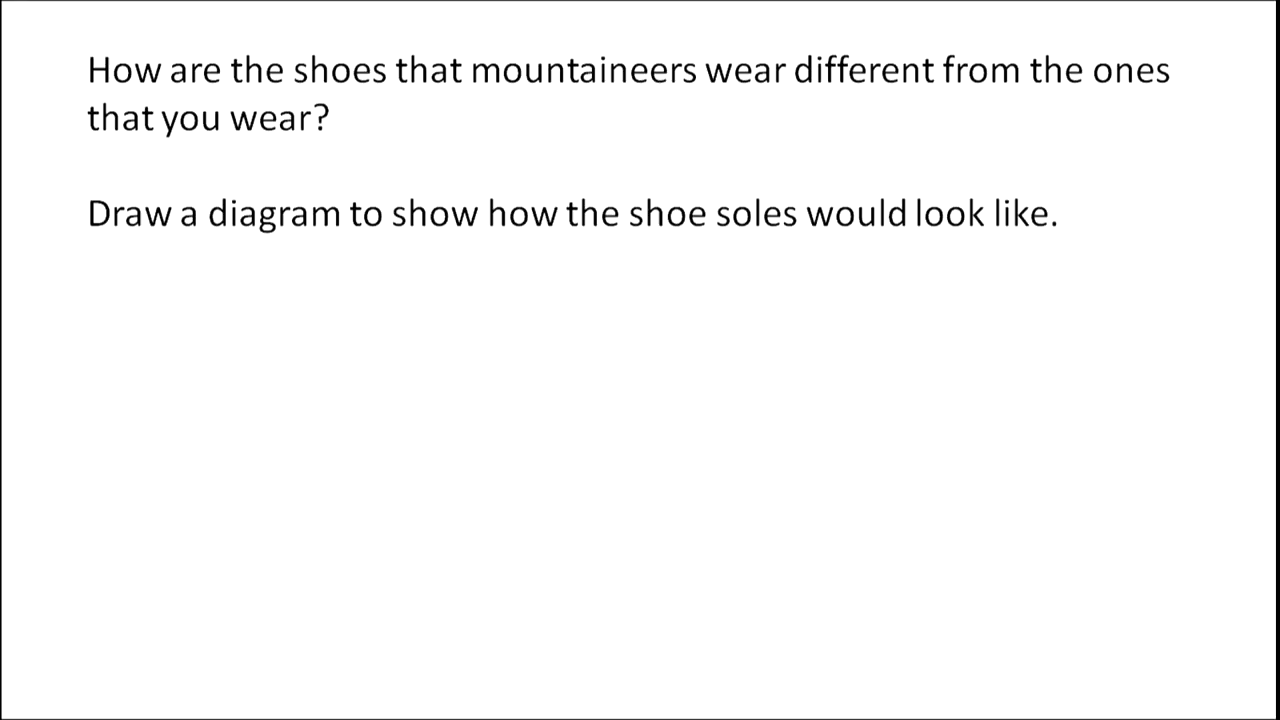 How are the shoes that mountaineers wear different from the ones
that you wear?
Draw a diagram to show how the shoe soles would look like.